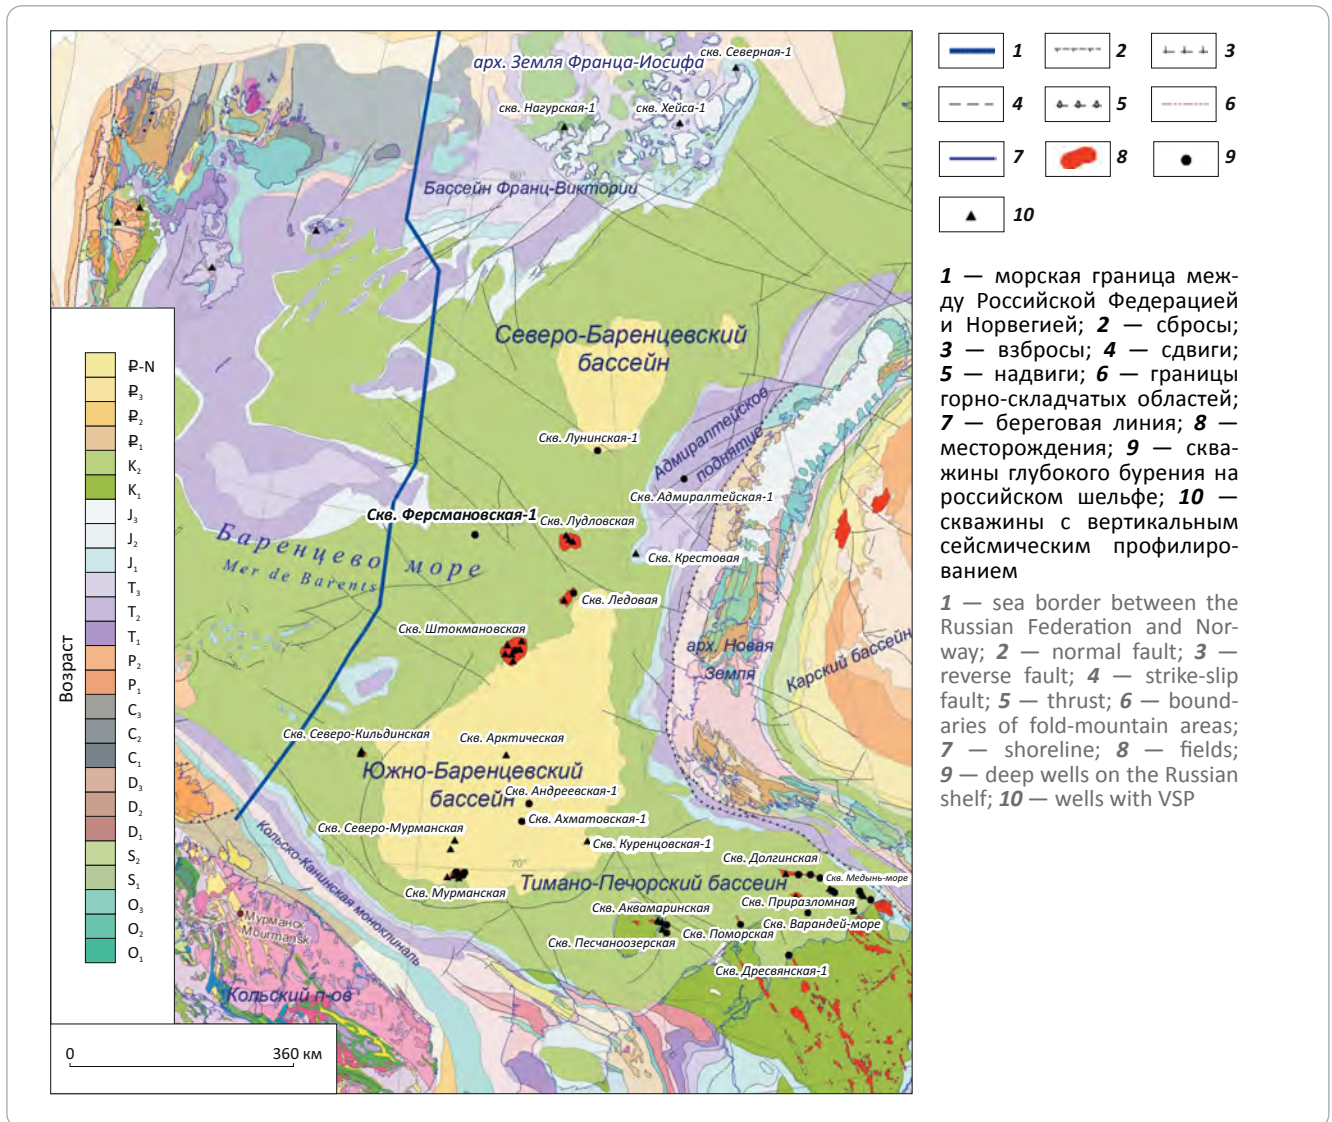 скв. Северная-1
арх. Земля Франца-Иосифа
скв. Нагурская-1
скв. Хейса-1
80°
Бассейн Франц-Виктории
Северо-Баренцевский
бассейн
Адмиралтейское
поднятие
Скв. Лунинская-1
Скв. Адмиралтейская-1
Скв. Ферсмановская-1
Скв. Лудловская
Скв. Крестовая
Баренцево море
Mer de Barents
Скв. Ледовая
Скв. Штокмановская
арх. Новая
Земля
Карский бассейн
Скв. Северо-Кильдинская
Скв. Арктическая
Южно-Баренцевский
бассейн
Скв. Андреевская-1
Скв. Ахматовская-1
Скв. Северо-Мурманская
Скв. Куренцовская-1
70°
Скв. Долгинская
Скв. Мурманская
Тимано-Печорский бассеин
Скв. Медынь-море
Скв. Приразломная
Скв. Аквамаринская
Скв. Варандей-море
Скв. Поморская
Скв. Песчаноозерская
Скв. Дресвянская-1
Кольско-Канинская моноклиналь
Мурманск
Mourmansk
Кольский п-ов
Возраст
Ꝑ-N
Ꝑ₃
Ꝑ₂
Ꝑ₁
K₂
K₁
J₃
J₂
J₁
T₃
T₂
T₁
P₂
P₁
C₃
C₂
C₁
D₃
D₂
D₁
S₂
S₁
O₃
O₂
O₁
0 360 км
1 2 3
4 5 6
7 8 9
10
1 — морская граница меж-
ду Российской Федерацией
и Норвегией; 2 — сбросы;
3 — взбросы; 4 — сдвиги;
5 — надвиги; 6 — границы
горно-складчатых областей;
7 — береговая линия; 8 —
месторождения; 9 — сква-
жины глубокого бурения на
российском шельфе; 10 —
скважины с вертикальным
сейсмическим профилиро-
ванием
1 — sea border between the
Russian Federation and Nor-
way; 2 — normal fault; 3 —
reverse fault; 4 — strike-slip
fault; 5 — thrust; 6 — bound-
aries of fold-mountain areas;
7 — shoreline; 8 — fields;
9 — deep wells on the Russian
shelf; 10 — wells with VSP